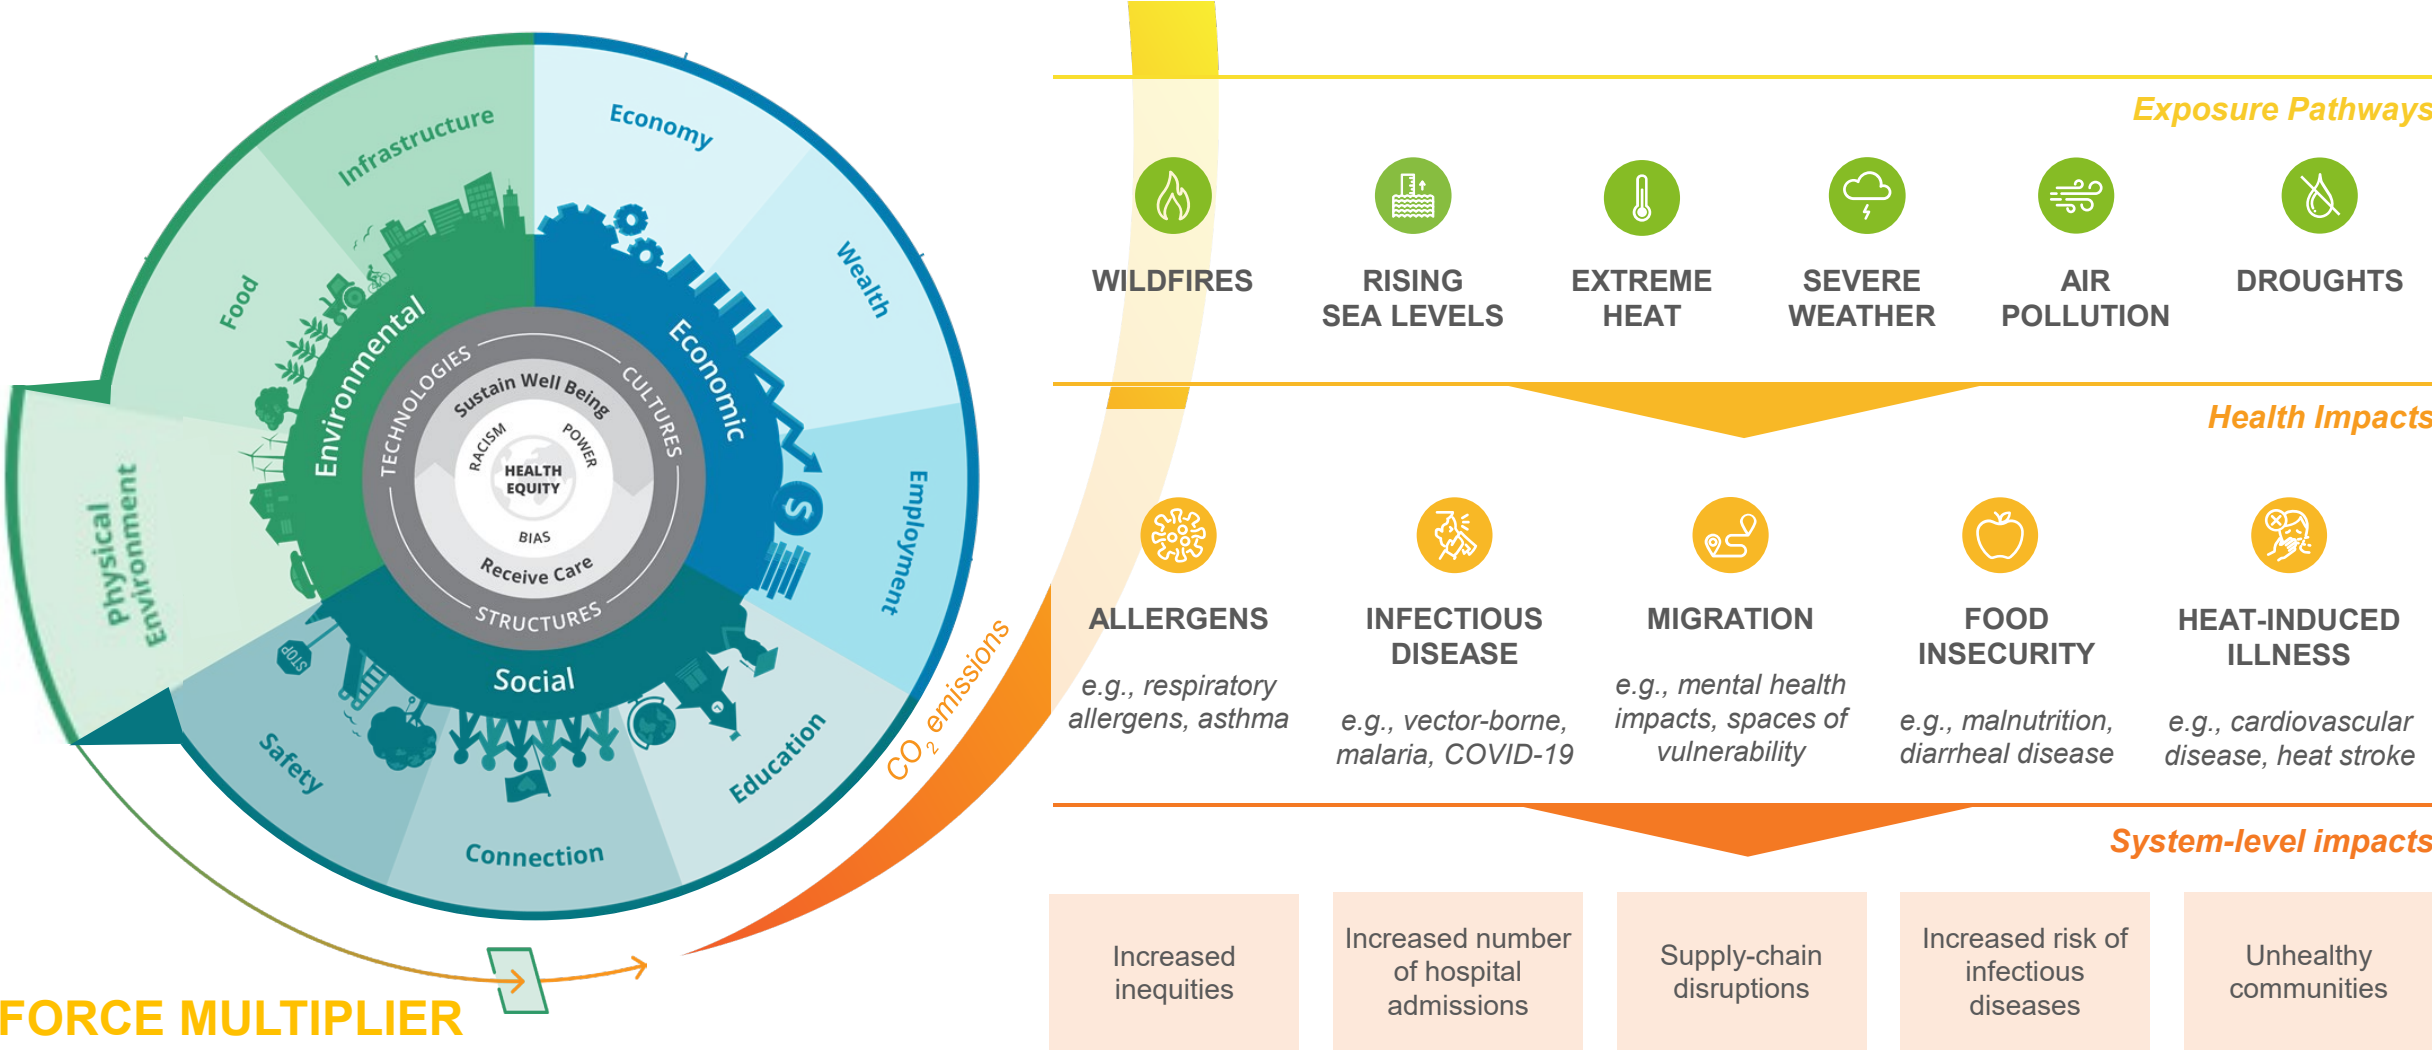 Infrastructure
Economy
Food
Wealth
Environmental
Economic
TECHNOLOGIES
CULTURES
STRUCTURES
Sustain Well Being
RACISM
POWER
HEALTH
EQUITY
BIAS
Receive Care
Physical
Environment
Employment
STOP
Social
Safety
Connection
Education
CO2 emissions
FORCE MULTIPLIER
Exposure Pathways
WILDFIRES
RISING
SEA LEVELS
EXTREME
HEAT
SEVERE
WEATHER
AIR
POLLUTION
DROUGHTS
Health Impacts
ALLERGENS
e.g., respiratory
allergens, asthma
INFECTIOUS
DISEASE
e.g., vector-borne,
malaria, COVID-19
MIGRATION
e.g., mental health
impacts, spaces of
vulnerability
FOOD
INSECURITY
e.g., malnutrition,
diarrheal disease
HEAT-INDUCED
ILLNESS
e.g., cardiovascular
disease, heat stroke
System-level impacts
Increased
inequities
Increased number
of hospital
admissions
Supply-chain
disruptions
Increased risk of
infectious
diseases
Unhealthy
communities